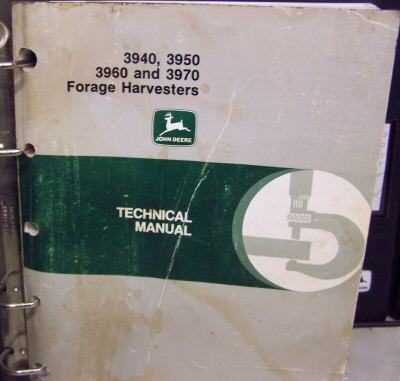 3940, 3950
3960 and 3970
Forage Harvesters
JOHN DEERE
TECHNICAL
MANUAL